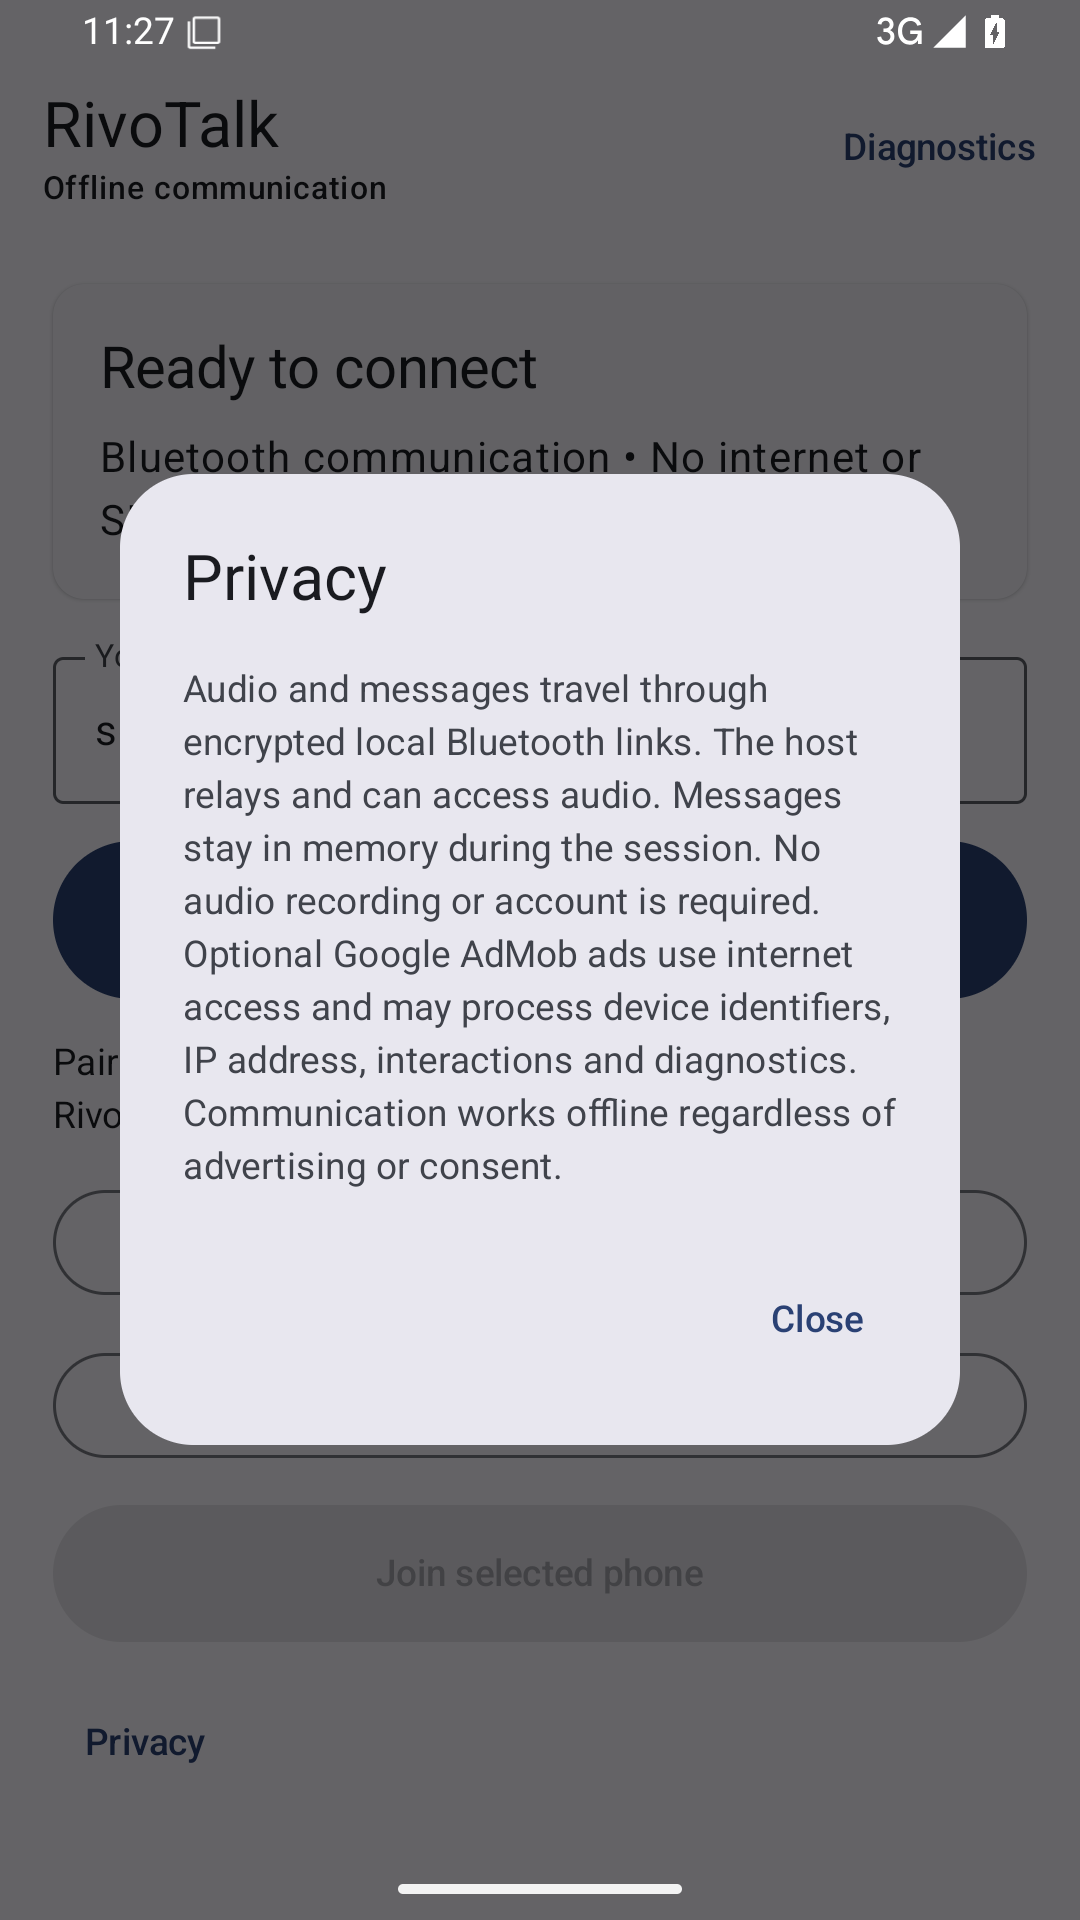 11:27
3G
RivoTalk
Diagnostics
Offline communication
Ready to connect
Bluetooth communication • No internet or
Privacy
Audio and messages travel through
encrypted local Bluetooth links. The host
relays and can access audio. Messages
stay in memory during the session. No
audio recording or account is required.
Optional Google AdMob ads use internet
access and may process device identifiers,
IP address, interactions and diagnostics.
Communication works offline regardless of
advertising or consent.
Close
Pair
Join selected phone
Privacy